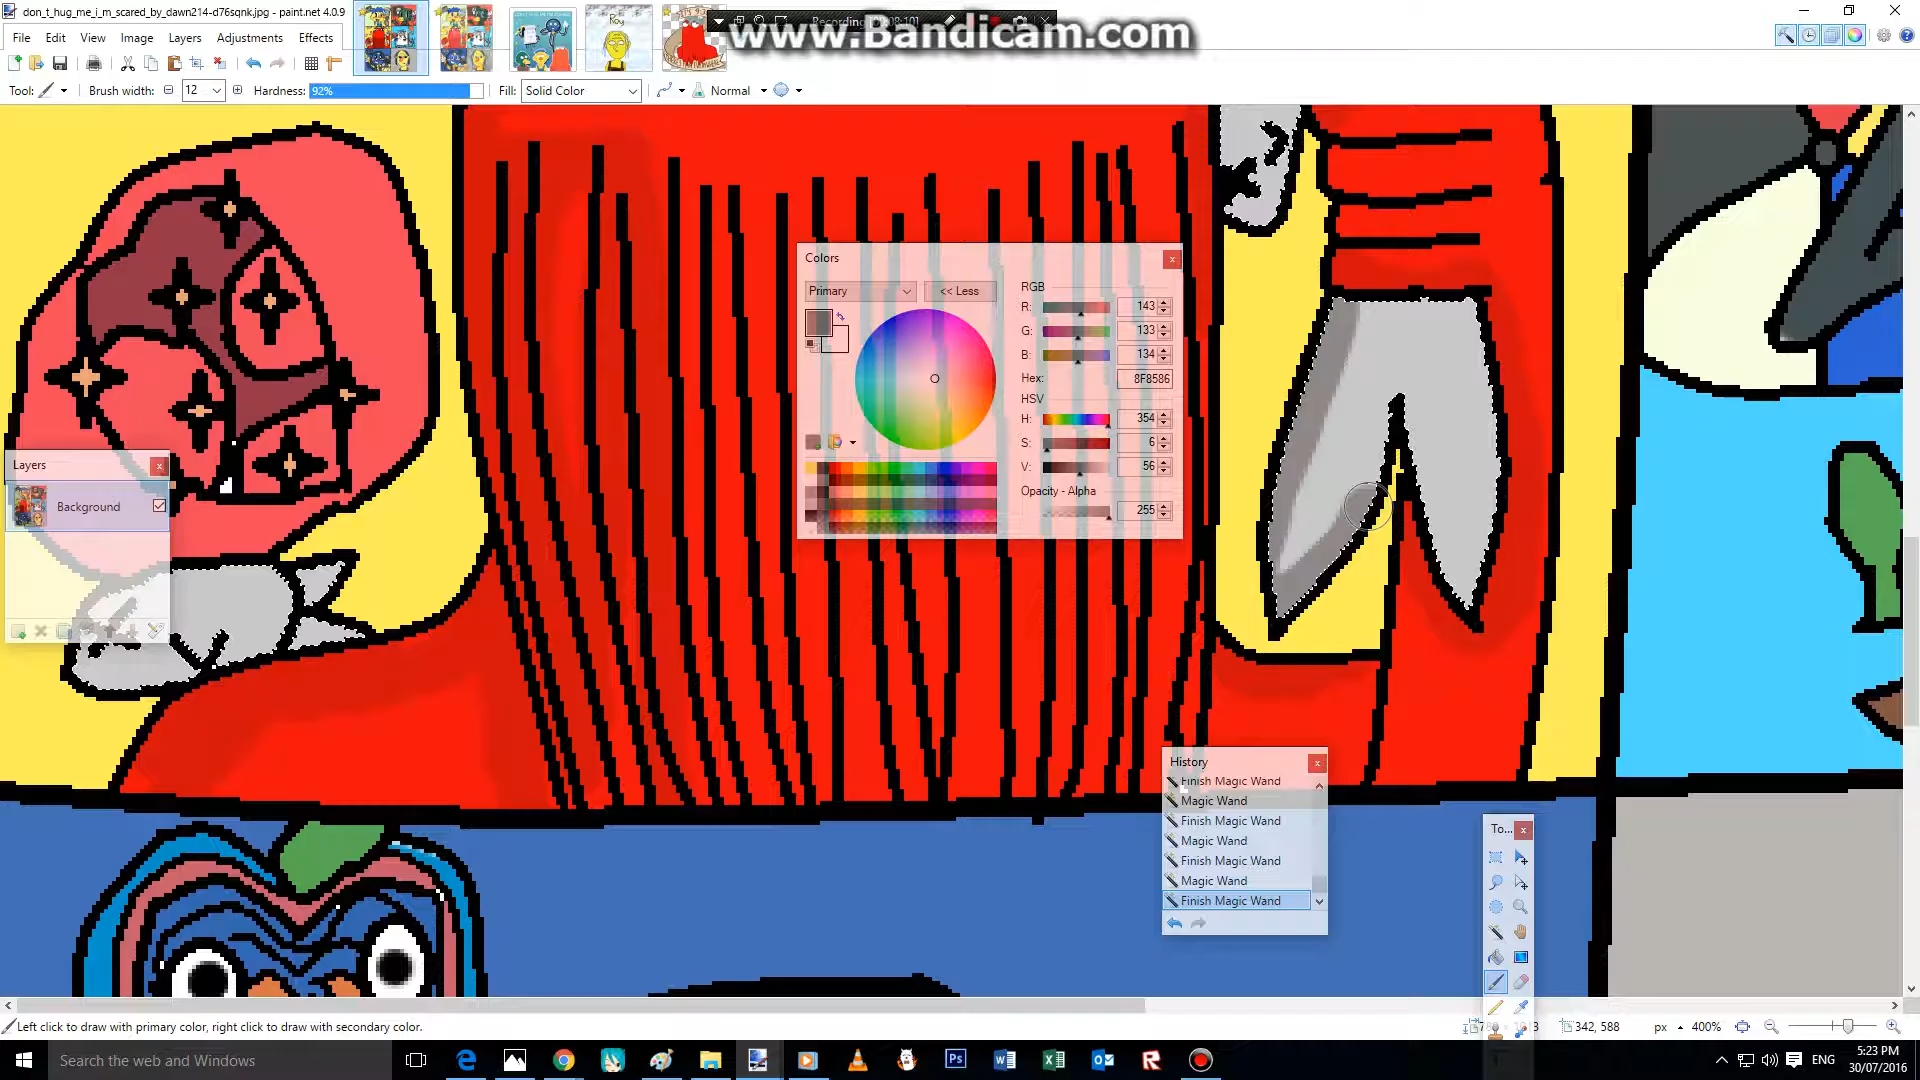 don_t_hug_me_i_m_scared_by_dawn214-d76sqnk.jpg - paint.net 4.0.9
Recording [00:08:10]
www.Bandicam.com
File Edit View Image Layers Adjustments Effects
Roy
Tool: Brush width: 12 Hardness: 92% Fill: Solid Color Normal
Colors
Primary
<< Less
RGB
R: 143
G: 133
B: 134
Hex: 8F8586
HSV
H: 354
S: 6
V: 56
Opacity - Alpha
255
Layers
Background
History
Finish Magic Wand
Magic Wand
Finish Magic Wand
Magic Wand
Finish Magic Wand
Magic Wand
Finish Magic Wand
To...
Left click to draw with primary color, right click to draw with secondary color.
342, 588
px
400%
Search the web and Windows
ENG
5:23 PM
30/07/2016